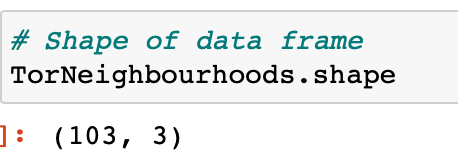 # Shape of data frame
TorNeighbourhoods.shape
]: (103, 3)